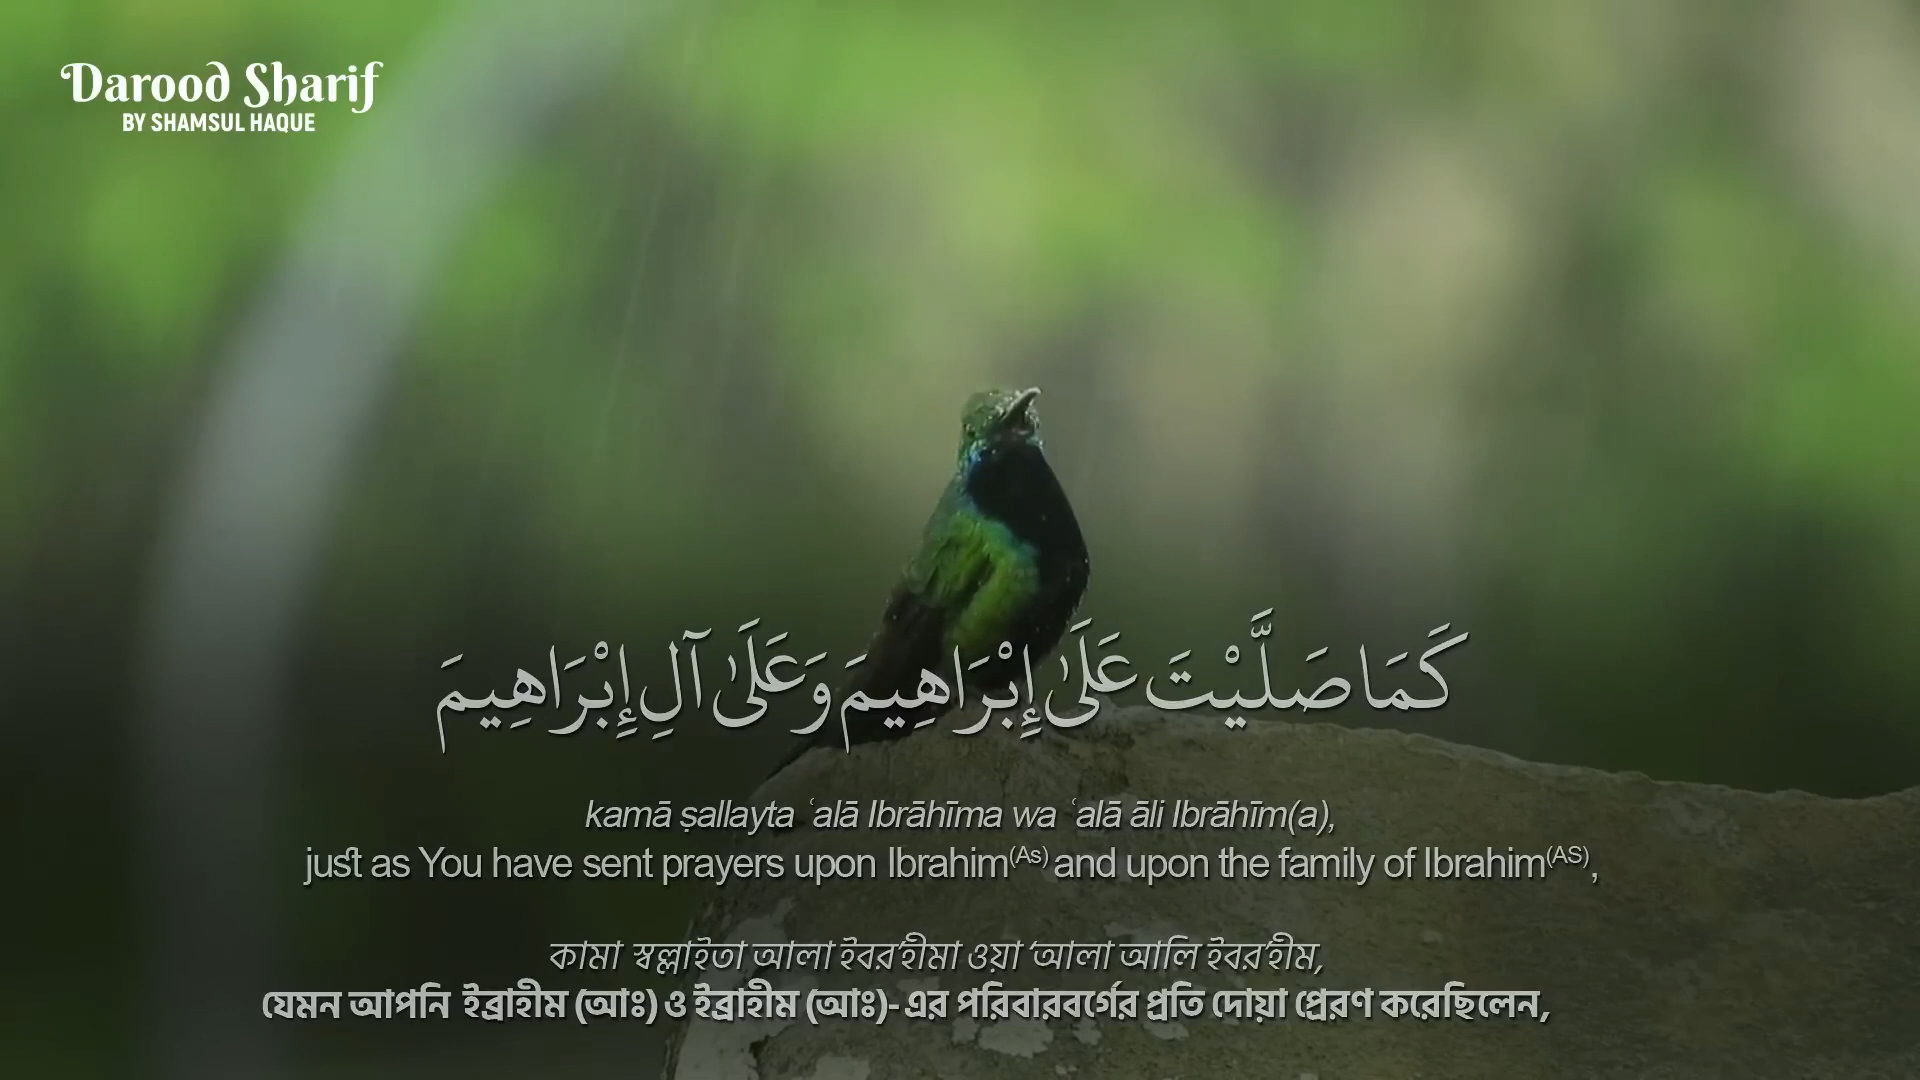 Darood Sharif
BY SHAMSUL HAQUE
كَمَا صَلَّيْتَ عَلَىٰ إِبْرَاهِيمَ وَعَلَىٰ آلِ إِبْرَاهِيمَ
kamā ṣallayta ʿalā Ibrāhīma wa ʿalā āli Ibrāhīm(a),
just as You have sent prayers upon Ibrahim(As) and upon the family of Ibrahim(AS),
কামা স্বল্লাইতা আলা ইবর’হীমা ওয়া ‘আলা আলি ইবর’হীম,
যেমন আপনি ইব্রাহীম (আঃ) ও ইব্রাহীম (আঃ)- এর পরিবারবর্গের প্রতি দোয়া প্রেরণ করেছিলেন,